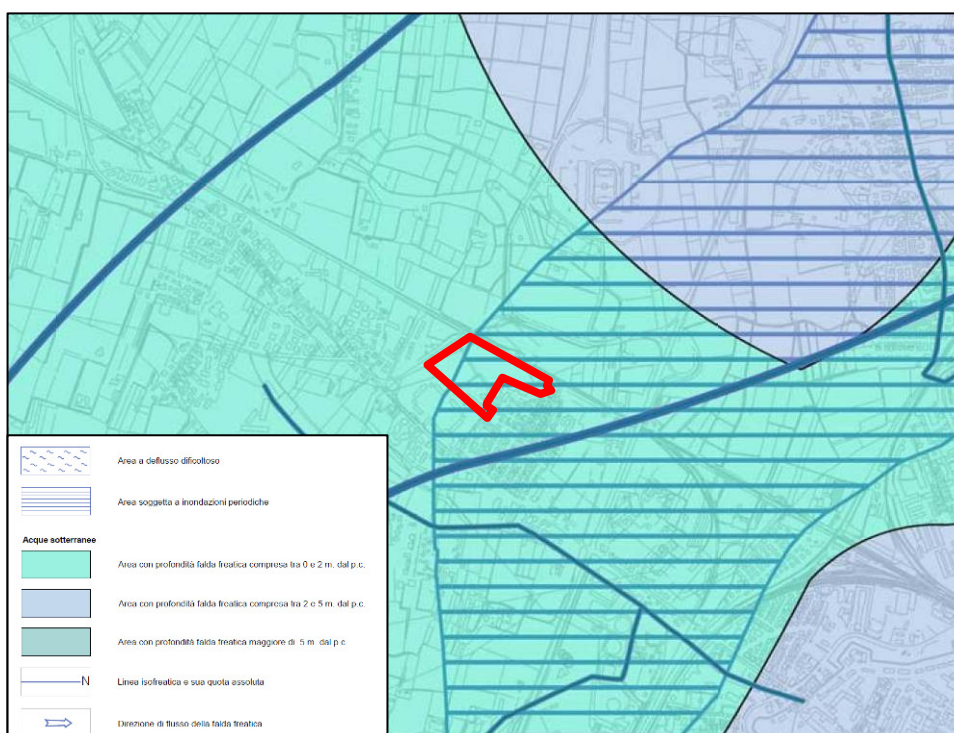 Area a deflusso dificoltoso
Area soggetta a inondazioni periodiche
Acque sotterranee
Area con profondità falda freatica compresa tra 0 e 2 m. dal p.c.
Area con profondità falda freatica compresa tra 2 e 5 m. dal p.c.
Area con profondità falda freatica maggiore di 5 m. dal p.c.
N
Linea isofreatica e sua quota assoluta
Direzione di flusso della falda freatica